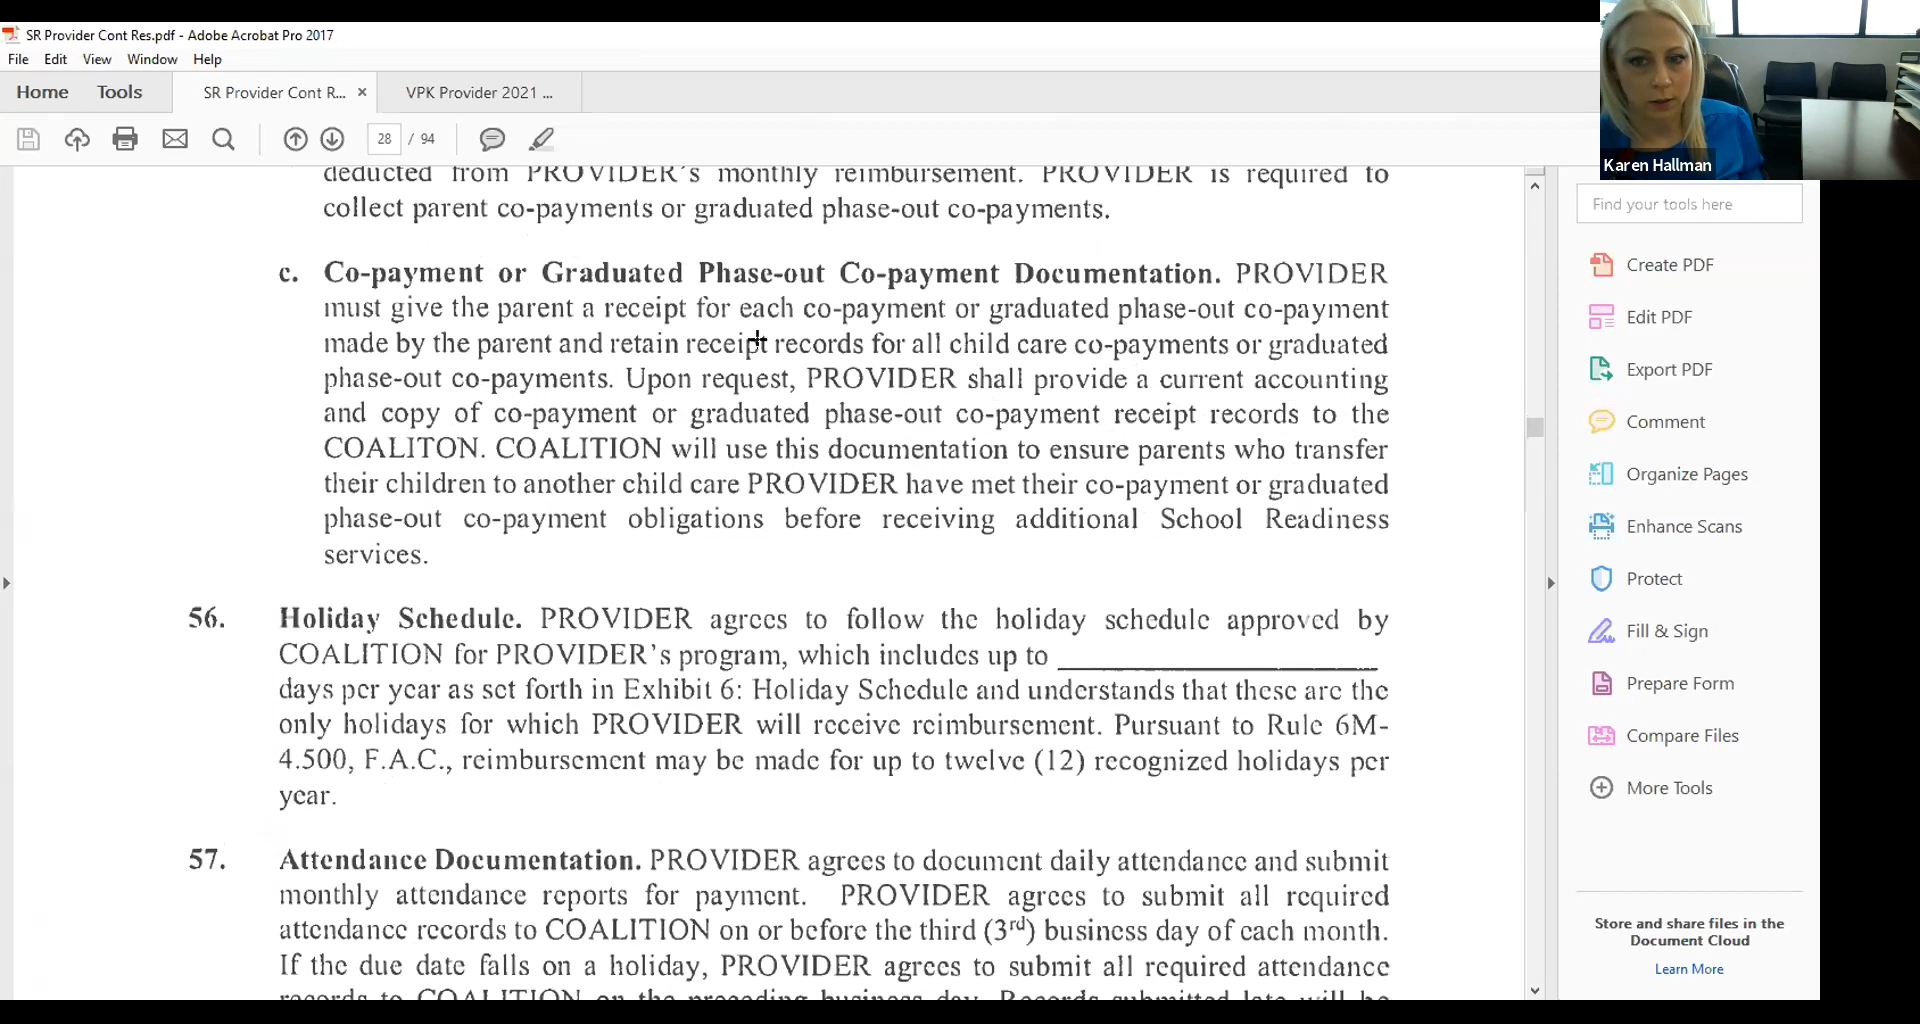 SR Provider Cont Res.pdf - Adobe Acrobat Pro 2017
File Edit View Window Help
Home Tools SR Provider Cont R... × VPK Provider 2021 ...
28 / 94
Karen Hallman
deducted from PROVIDER's monthly reimbursement. PROVIDER is required to
collect parent co-payments or graduated phase-out co-payments.
c. Co-payment or Graduated Phase-out Co-payment Documentation. PROVIDER
must give the parent a receipt for each co-payment or graduated phase-out co-payment
made by the parent and retain receipt records for all child care co-payments or graduated
phase-out co-payments. Upon request, PROVIDER shall provide a current accounting
and copy of co-payment or graduated phase-out co-payment receipt records to the
COALITON. COALITION will use this documentation to ensure parents who transfer
their children to another child care PROVIDER have met their co-payment or graduated
phase-out co-payment obligations before receiving additional School Readiness
services.
56. Holiday Schedule. PROVIDER agrees to follow the holiday schedule approved by
COALITION for PROVIDER's program, which includes up to ____________________
days per year as set forth in Exhibit 6: Holiday Schedule and understands that these are the
only holidays for which PROVIDER will receive reimbursement. Pursuant to Rule 6M-
4.500, F.A.C., reimbursement may be made for up to twelve (12) recognized holidays per
year.
57. Attendance Documentation. PROVIDER agrees to document daily attendance and submit
monthly attendance reports for payment. PROVIDER agrees to submit all required
attendance records to COALITION on or before the third (3rd) business day of each month.
If the due date falls on a holiday, PROVIDER agrees to submit all required attendance
records to COALITION on the preceding business day. Records submitted late will be
Find your tools here
Create PDF
Edit PDF
Export PDF
Comment
Organize Pages
Enhance Scans
Protect
Fill & Sign
Prepare Form
Compare Files
More Tools
Store and share files in the
Document Cloud
Learn More